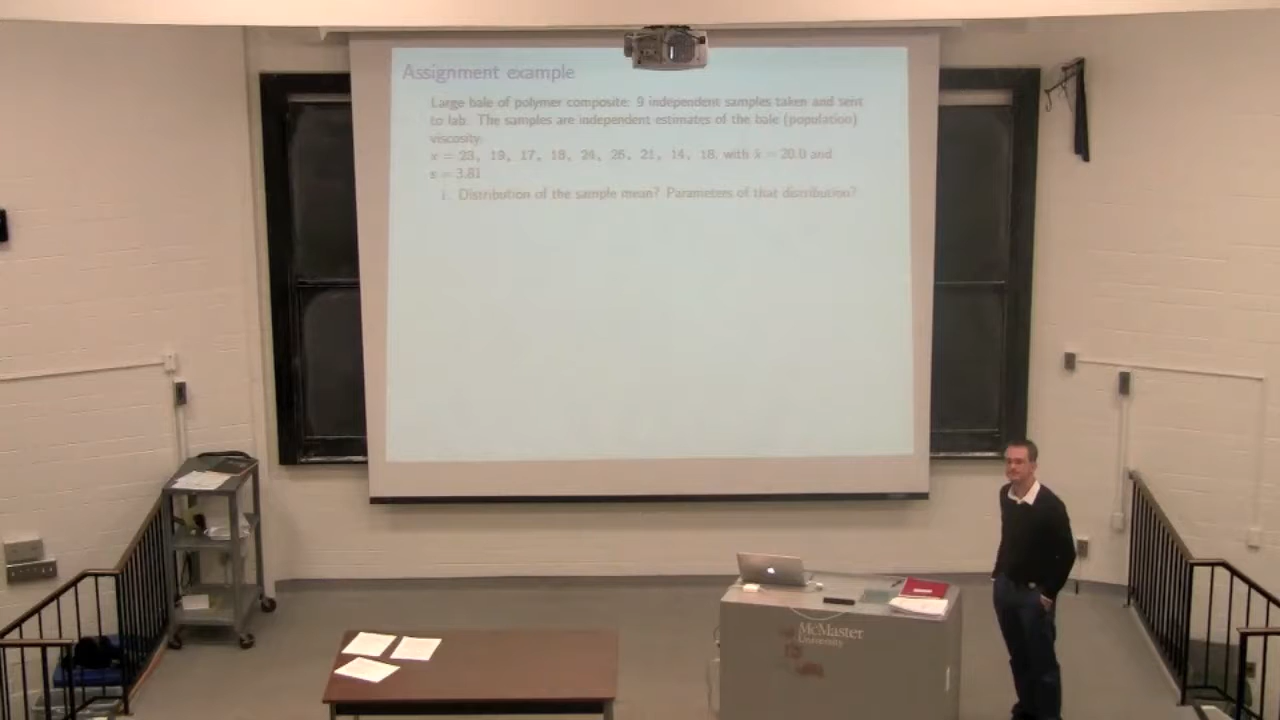 Assignment example
Large bale of polymer composite: 9 independent samples taken and sent
to lab. The samples are independent estimates of the bale (population)
viscosity.
x = 23, 19, 17, 18, 24, 26, 21, 14, 18, with x̄ = 20.0 and
s = 3.81
1. Distribution of the sample mean? Parameters of that distribution?
McMaster
University